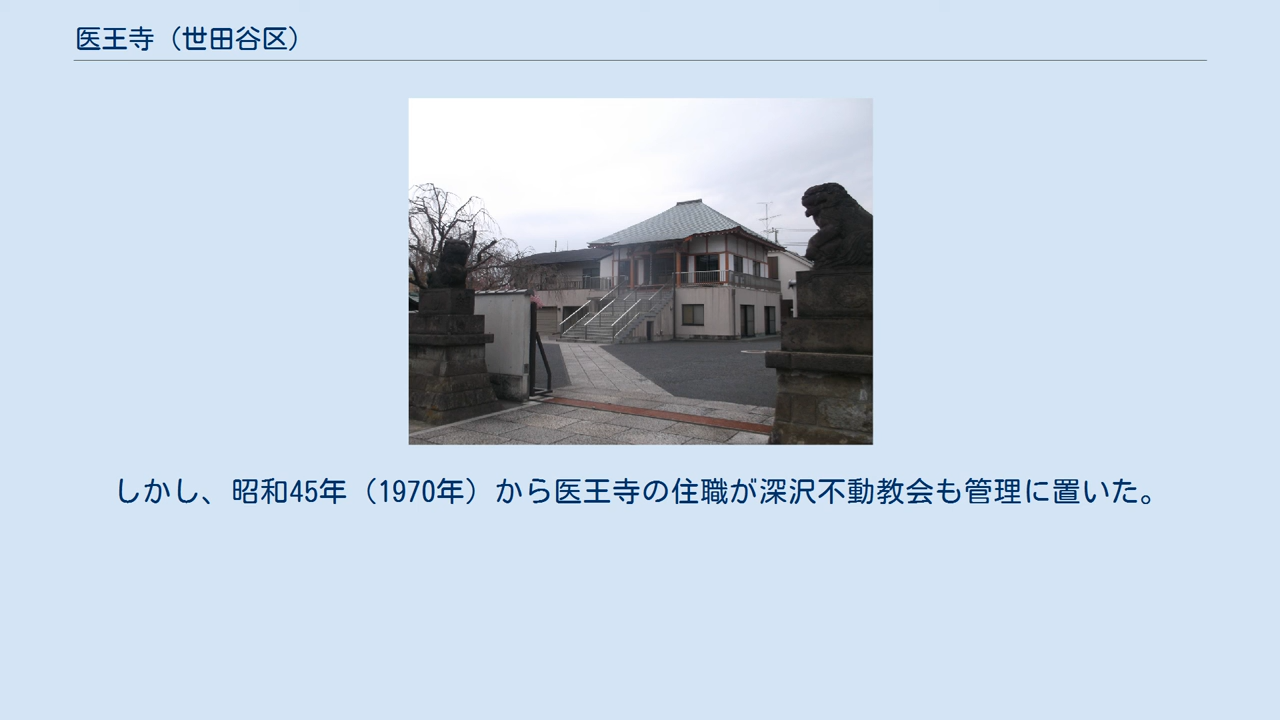 医王寺（世田谷区）
しかし、昭和45年（1970年）から医王寺の住職が深沢不動教会も管理に置いた。